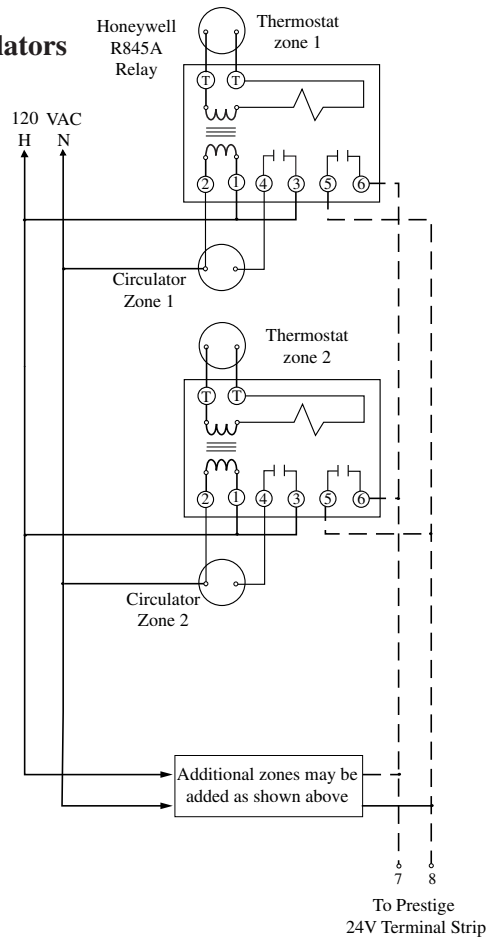 lators
Honeywell
R845A
Relay
Thermostat
zone 1
120 VAC
H N
T T
2 1 4 3 5 6
Circulator
Zone 1
Thermostat
zone 2
T T
2 1 4 3 5 6
Circulator
Zone 2
Additional zones may be
added as shown above
7 8
To Prestige
24V Terminal Strip